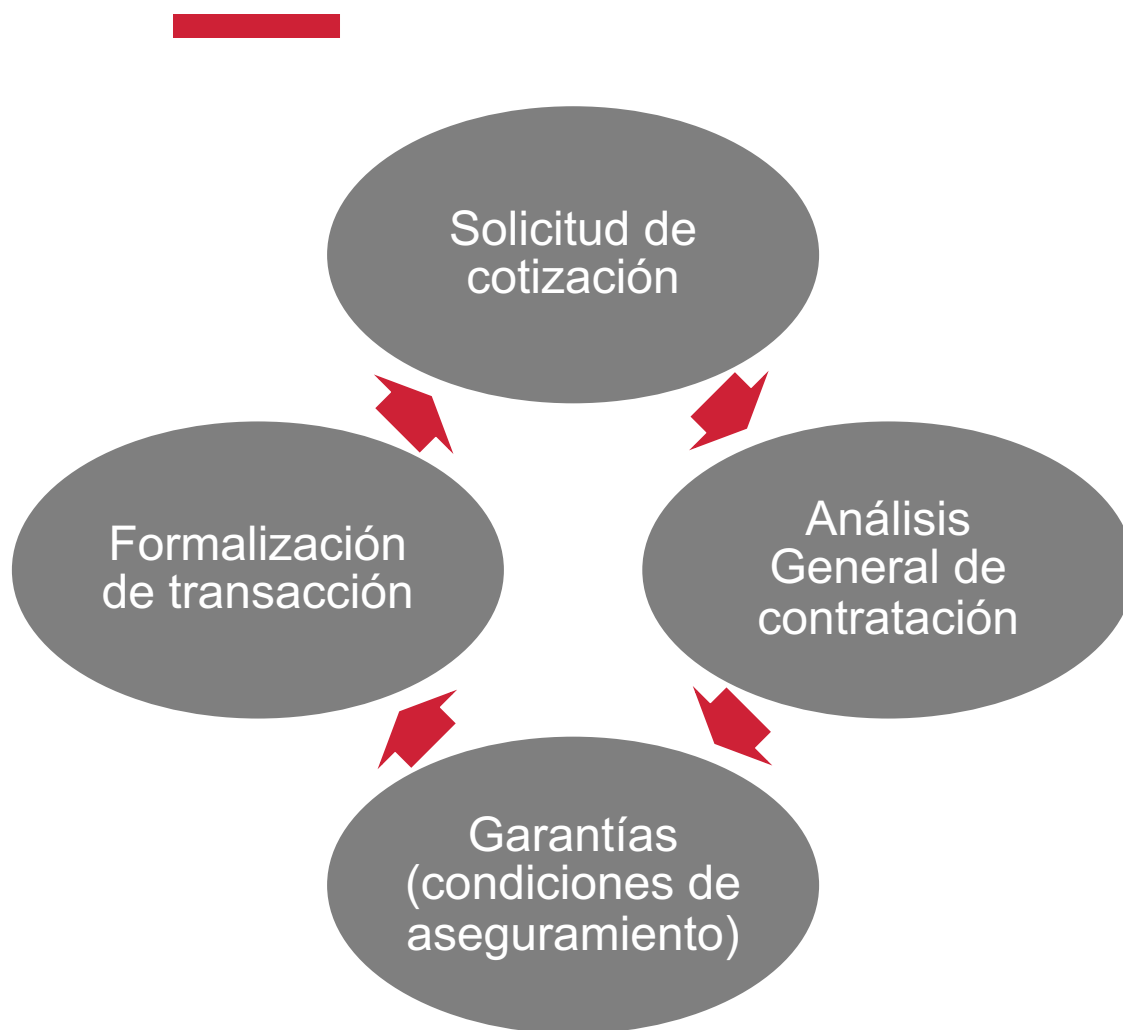 Solicitud de
cotización
Análisis
General de
contratación
Garantías
(condiciones de
aseguramiento)
Formalización
de transacción